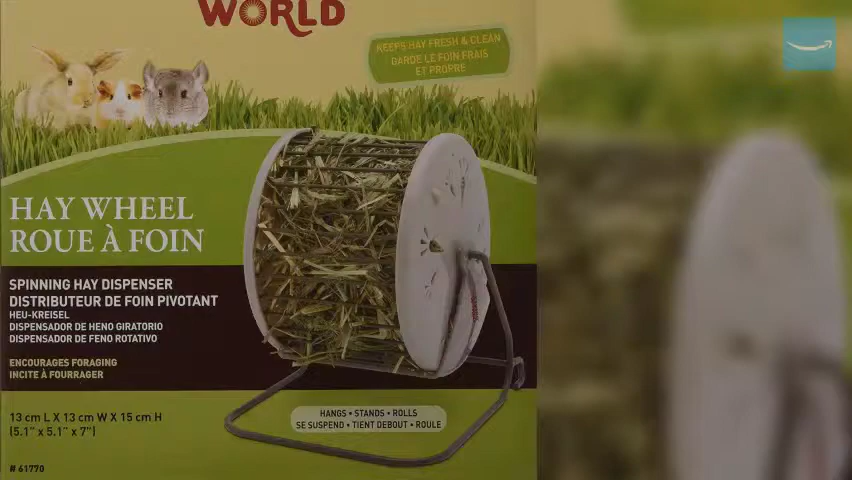 WORLD
KEEPS HAY FRESH & CLEAN
GARDE LE FOIN FRAIS
ET PROPRE
HAY WHEEL
ROUE À FOIN
SPINNING HAY DISPENSER
DISTRIBUTEUR DE FOIN PIVOTANT
HEU-KREISEL
DISPENSADOR DE HENO GIRATORIO
DISPENSADOR DE FENO ROTATIVO
ENCOURAGES FORAGING
INCITE À FOURRAGER
13 cm L X 13 cm W X 15 cm H
(5.1" x 5.1" x 7")
HANGS • STANDS • ROLLS
SE SUSPEND • TIENT DEBOUT • ROULE
# 61770